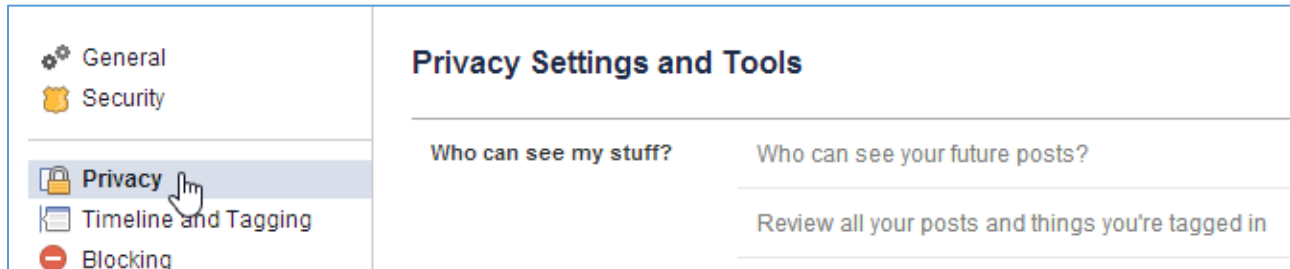 General
Security
Privacy
Timeline and Tagging
Blocking
Privacy Settings and Tools
Who can see my stuff?
Who can see your future posts?
Review all your posts and things you're tagged in